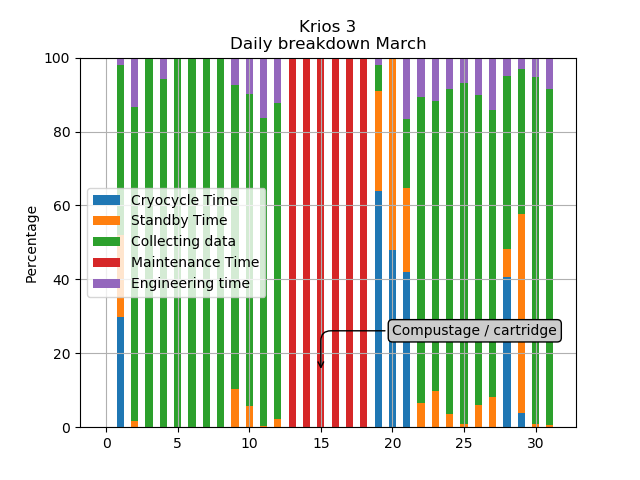 Krios 3
Daily breakdown March
Percentage
100
80
60
40
20
0
Cryocycle Time
Standby Time
Collecting data
Maintenance Time
Engineering time
Compustage / cartridge
0 5 10 15 20 25 30